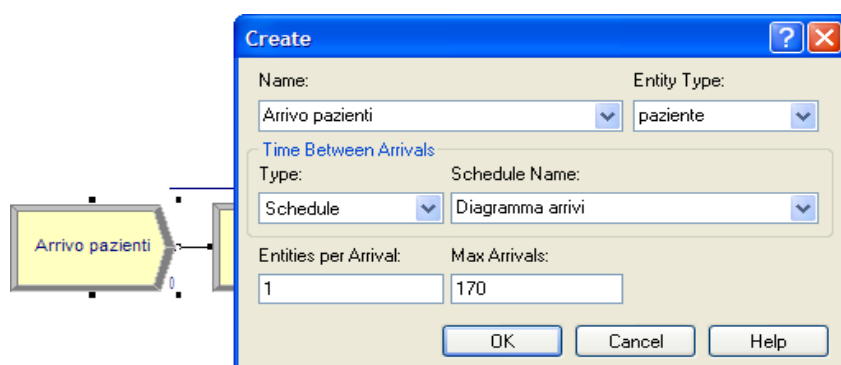 Create
Name:
Entity Type:
Arrivo pazienti
paziente
Time Between Arrivals
Type:
Schedule Name:
Schedule
Diagramma arrivi
Arrivo pazienti
0
Entities per Arrival:
Max Arrivals:
1
170
OK
Cancel
Help